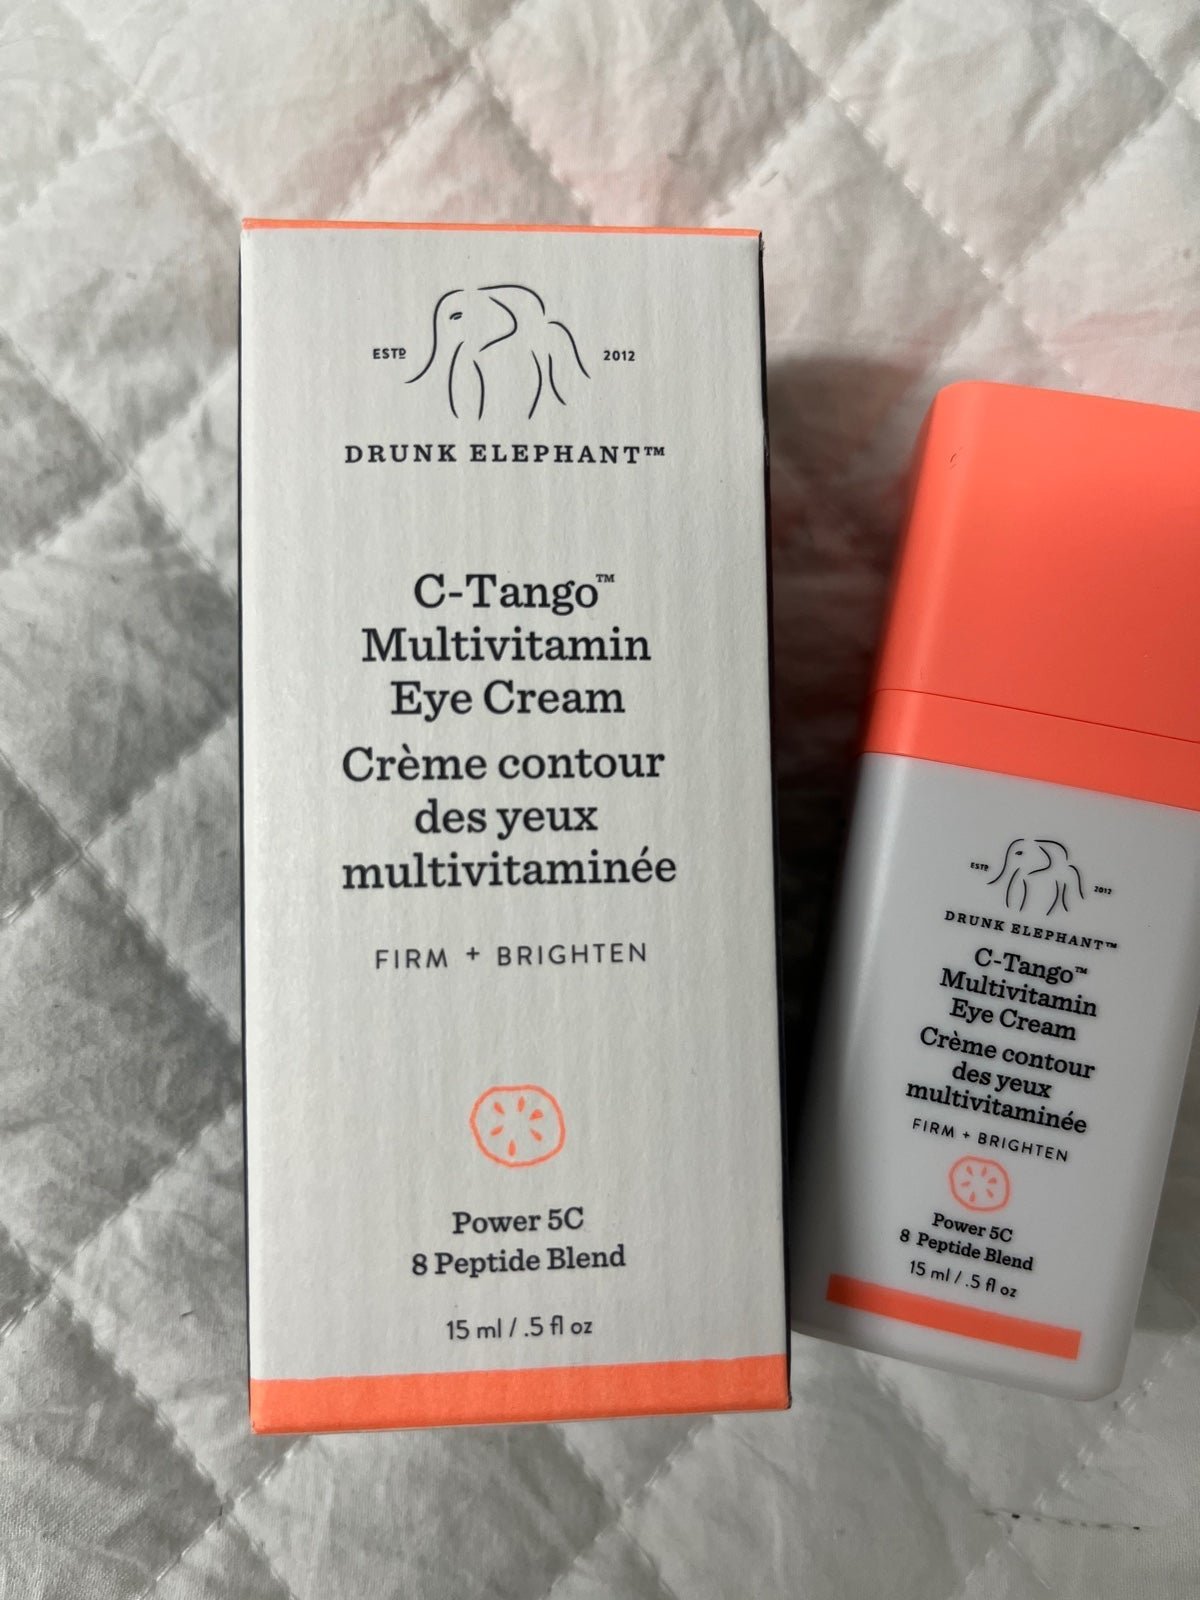 ESTD 2012
DRUNK ELEPHANT™
C-Tango™
Multivitamin
Eye Cream
Crème contour
des yeux
multivitaminée
FIRM + BRIGHTEN
Power 5C
8 Peptide Blend
15 ml / .5 fl oz
ESTD 2012
DRUNK ELEPHANT™
C-Tango™
Multivitamin
Eye Cream
Crème contour
des yeux
multivitaminée
FIRM + BRIGHTEN
Power 5C
8 Peptide Blend
15 ml / .5 fl oz